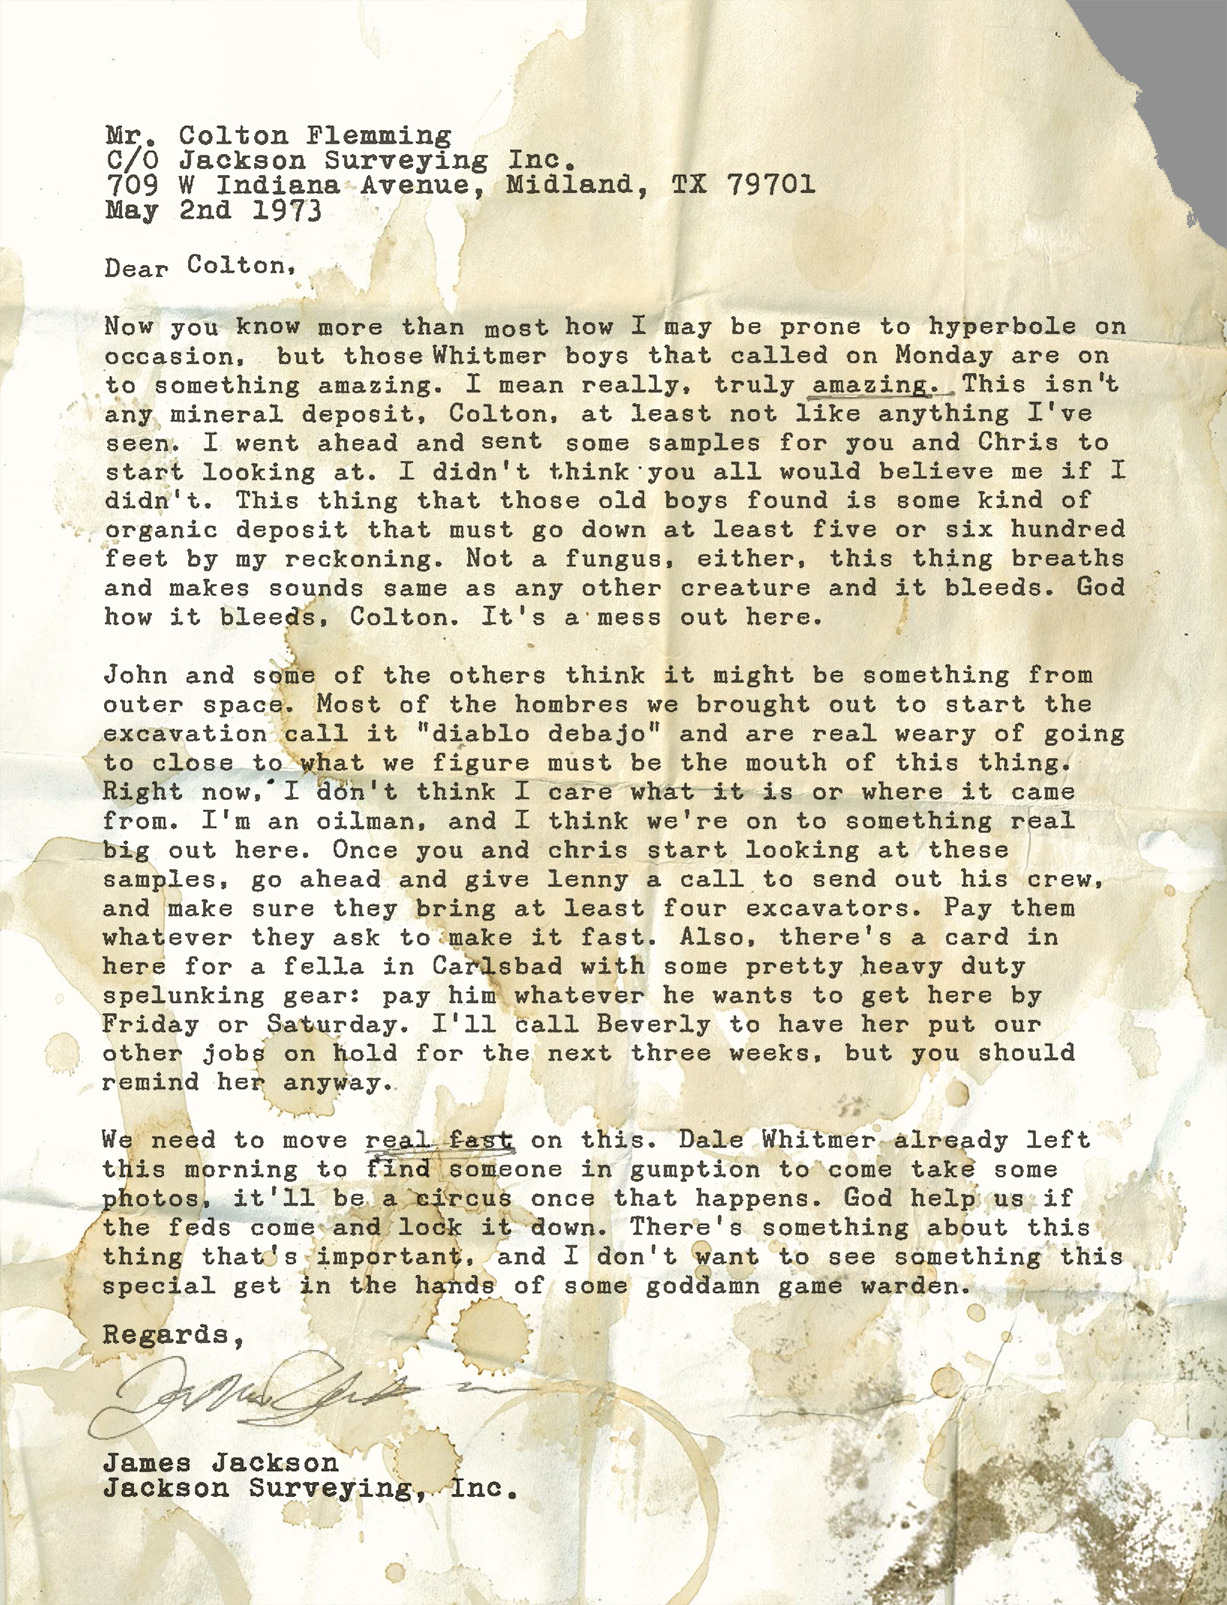 Mr. Colton Flemming
C/O Jackson Surveying Inc.
709 W Indiana Avenue, Midland, TX 79701
May 2nd 1973
Dear Colton,
Now you know more than most how I may be prone to hyperbole on
occasion, but those Whitmer boys that called on Monday are on
to something amazing. I mean really, truly amazing. This isn't
any mineral deposit, Colton, at least not like anything I've
seen. I went ahead and sent some samples for you and Chris to
start looking at. I didn't think you all would believe me if I
didn't. This thing that those old boys found is some kind of
organic deposit that must go down at least five or six hundred
feet by my reckoning. Not a fungus, either, this thing breaths
and makes sounds same as any other creature and it bleeds. God
how it bleeds, Colton. It's a mess out here.
John and some of the others think it might be something from
outer space. Most of the hombres we brought out to start the
excavation call it "diablo debajo" and are real weary of going
to close to what we figure must be the mouth of this thing.
Right now, I don't think I care what it is or where it came
from. I'm an oilman, and I think we're on to something real
big out here. Once you and chris start looking at these
samples, go ahead and give lenny a call to send out his crew,
and make sure they bring at least four excavators. Pay them
whatever they ask to make it fast. Also, there's a card in
here for a fella in Carlsbad with some pretty heavy duty
spelunking gear: pay him whatever he wants to get here by
Friday or Saturday. I'll call Beverly to have her put our
other jobs on hold for the next three weeks, but you should
remind her anyway.
We need to move real fast on this. Dale Whitmer already left
this morning to find someone in gumption to come take some
photos, it'll be a circus once that happens. God help us if
the feds come and lock it down. There's something about this
thing that's important, and I don't want to see something this
special get in the hands of some goddamn game warden.
Regards,
James Jackson
James Jackson
Jackson Surveying, Inc.